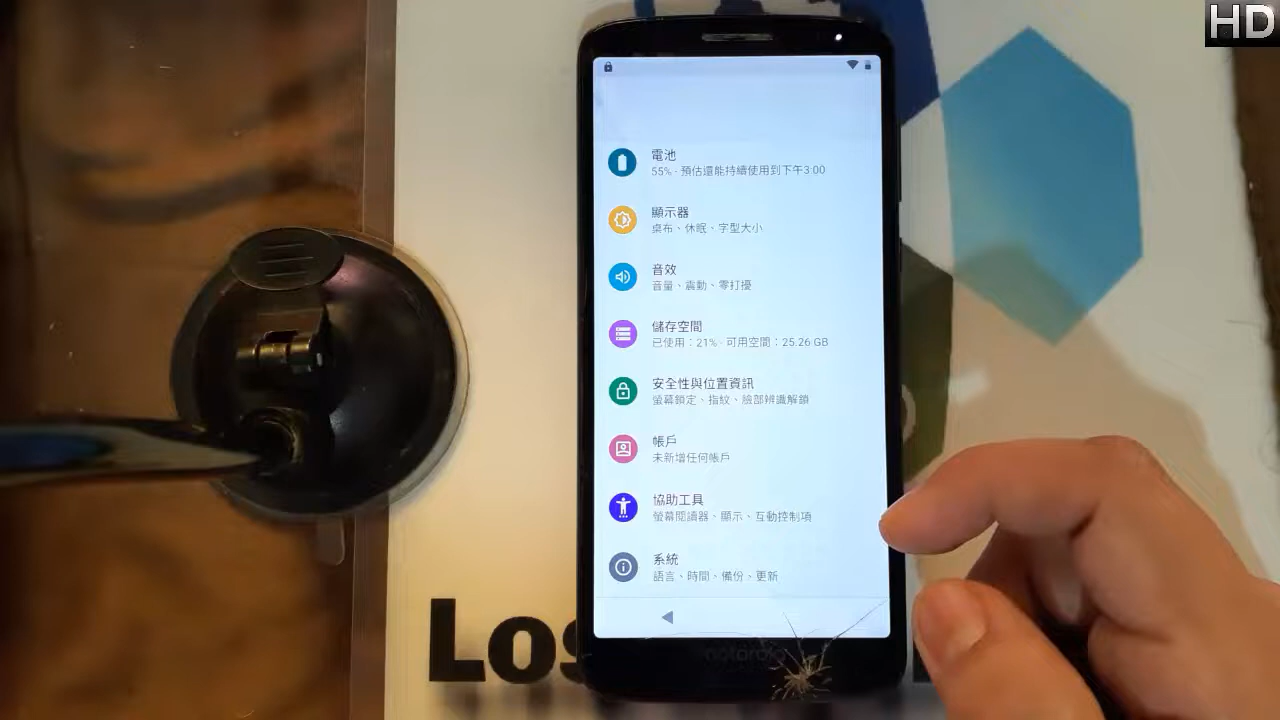 HD
電池
55% - 預估還能持續使用到下午3:00
顯示器
桌布、休眠、字型大小
音效
音量、震動、零打擾
儲存空間
已使用：21% - 可用空間：25.26 GB
安全性與位置資訊
螢幕鎖定、指紋、臉部辨識解鎖
帳戶
未新增任何帳戶
協助工具
螢幕閱讀器、顯示、互動控制項
系統
語言、時間、備份、更新
motorola